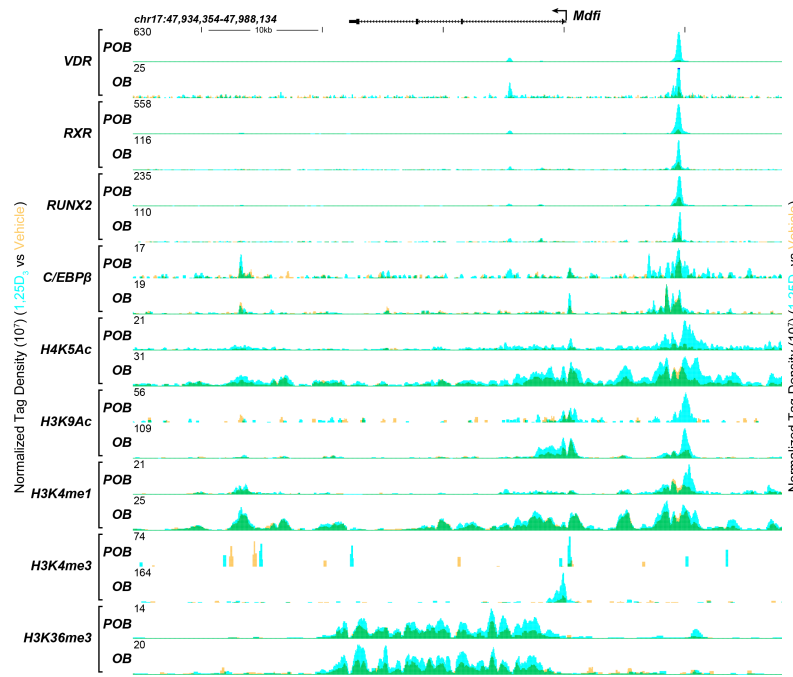 chr17:47,934,354-47,988,134
Mdfi
10kb
630
VDR
POB
25
OB
558
RXR
POB
116
OB
235
RUNX2
POB
110
OB
17
C/EBPβ
POB
19
OB
21
H4K5Ac
POB
31
OB
56
H3K9Ac
POB
109
OB
21
H3K4me1
POB
25
OB
74
H3K4me3
POB
164
OB
14
H3K36me3
POB
20
OB
Normalized Tag Density (10⁷) (1,25D₃ vs Vehicle)